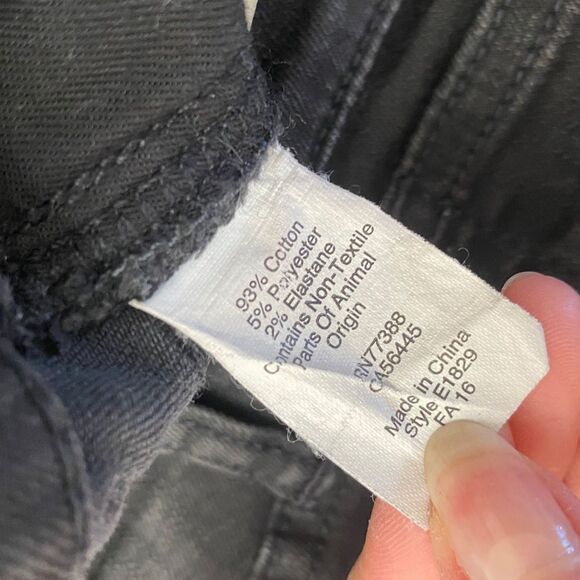 93% Cotton
5% Polyester
2% Elastane
Contains Non-Textile
Parts Of Animal
Origin
RN77388
CA56445
Made in China
Style E1829
FA 16